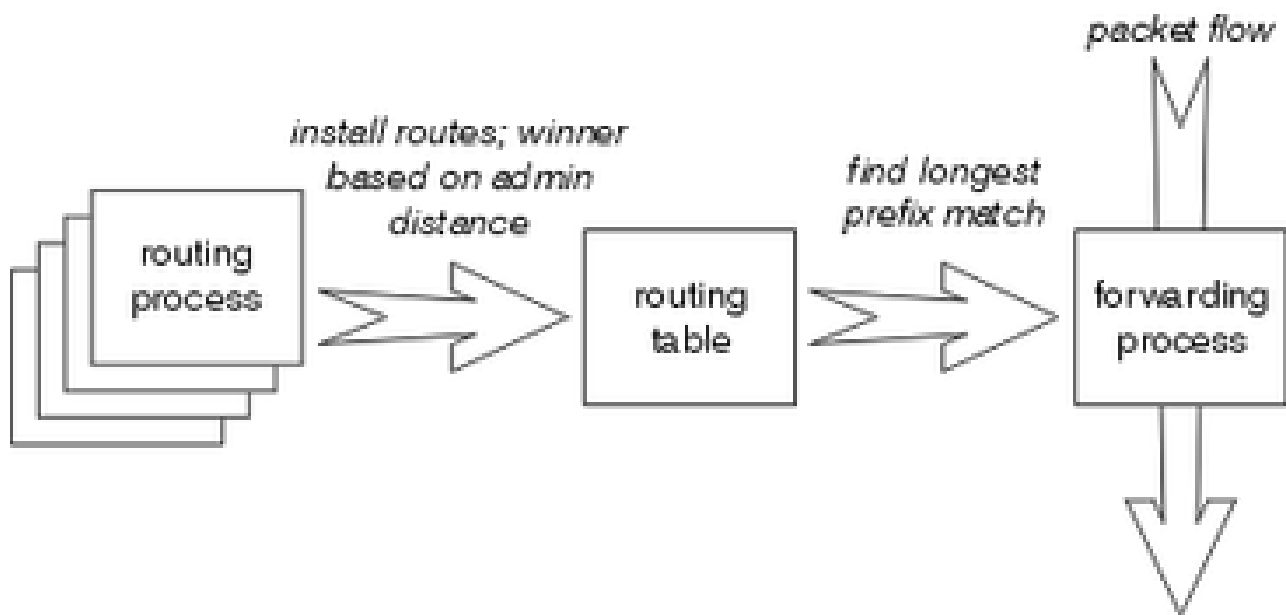 packet flow
install routes; winner
based on admin
distance
find longest
prefix match
routing
process
routing
table
forwarding
process